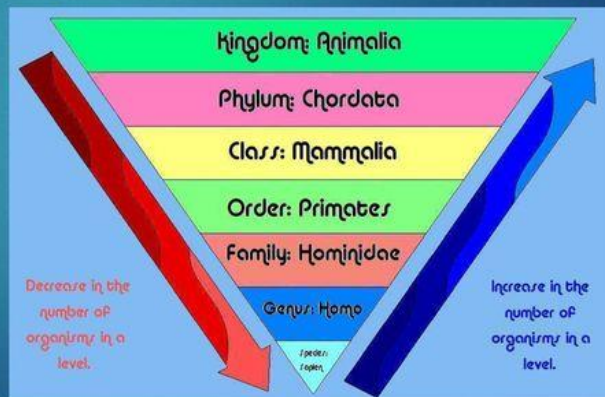 Kingdom: Animalia
Phylum: Chordata
Class: Mammalia
Order: Primates
Family: Hominidae
Genus: Homo
Species:
Sapien
Decrease in the
number of
organisms in a
level.
Increase in the
number of
organisms in a
level.